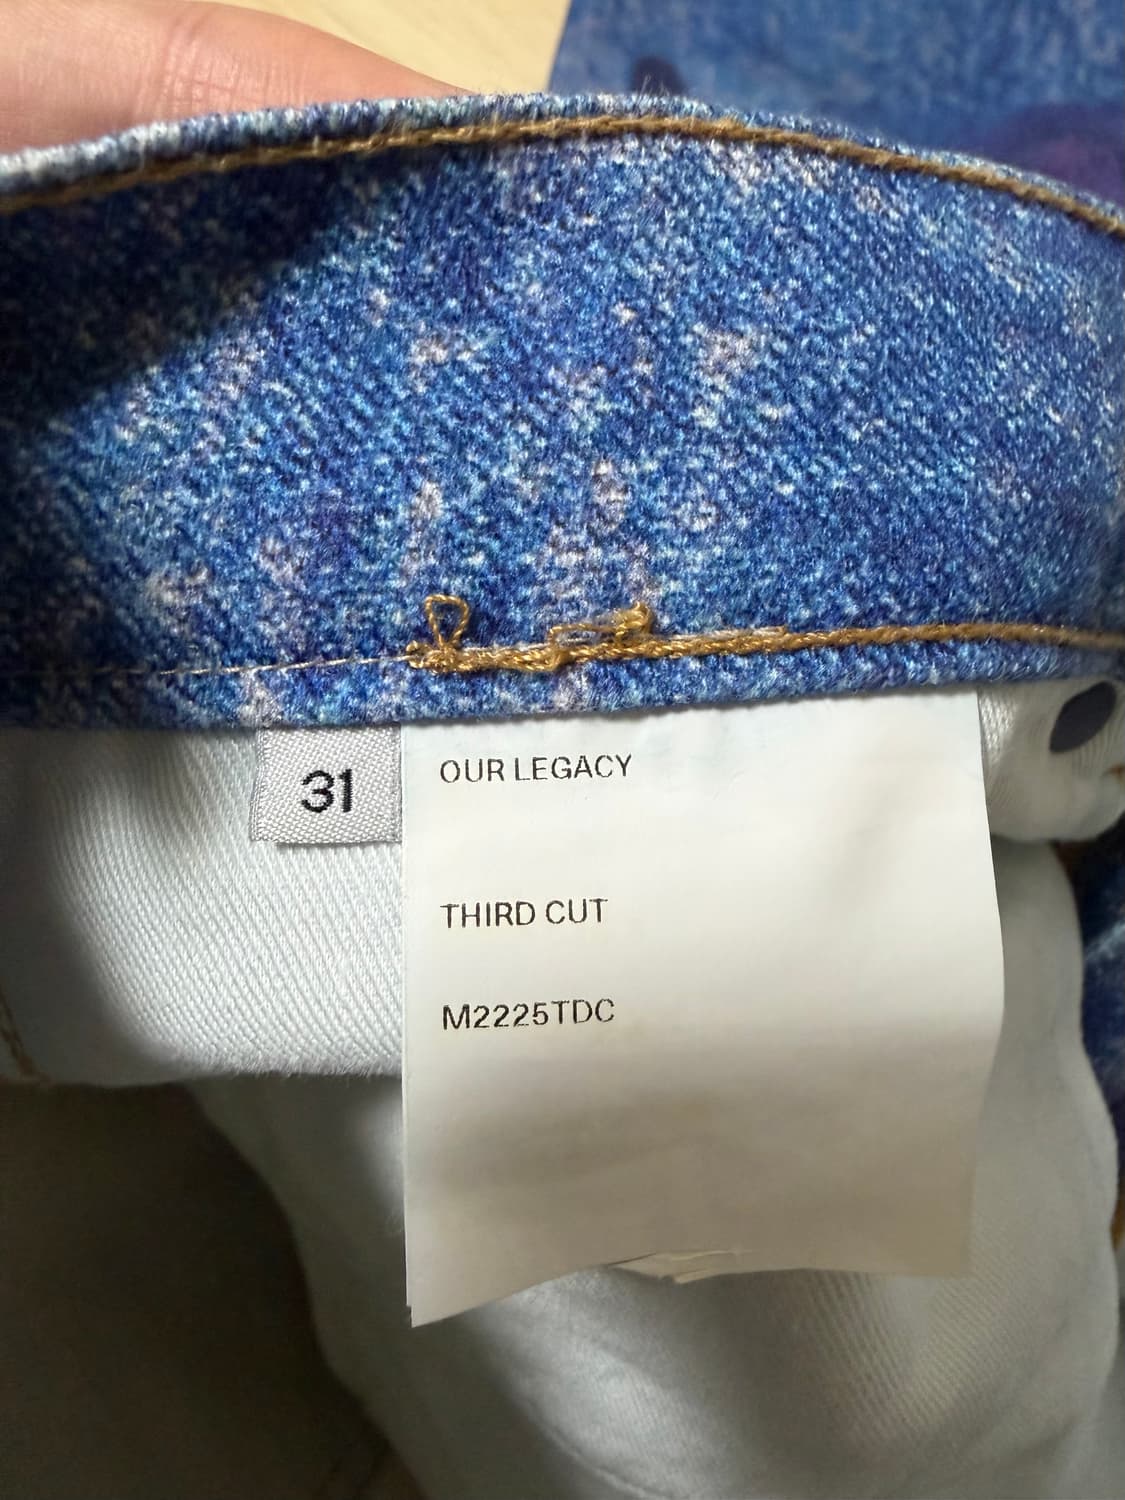 31
OUR LEGACY
THIRD CUT
M2225TDC